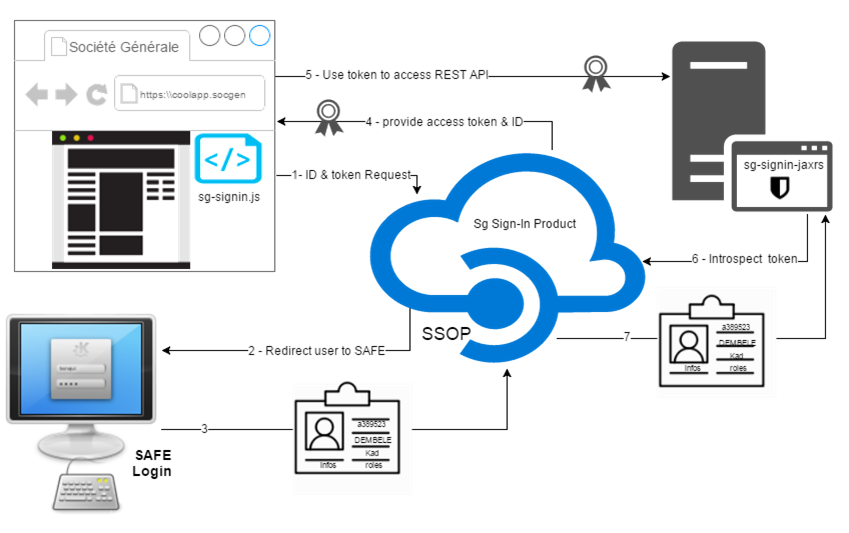 Société Générale
https:\\coolapp.socgen
</>
sg-signin.js
5 - Use token to access REST API
4 - provide access token & ID
1- ID & token Request
sg-signin-jaxrs
Sg Sign-In Product
6 - Introspect token
SSOP
2 - Redirect user to SAFE
7
a389523
DEMBELE
Kad
Infos
roles
3
a389523
DEMBELE
Kad
Infos
roles
SAFE
Login